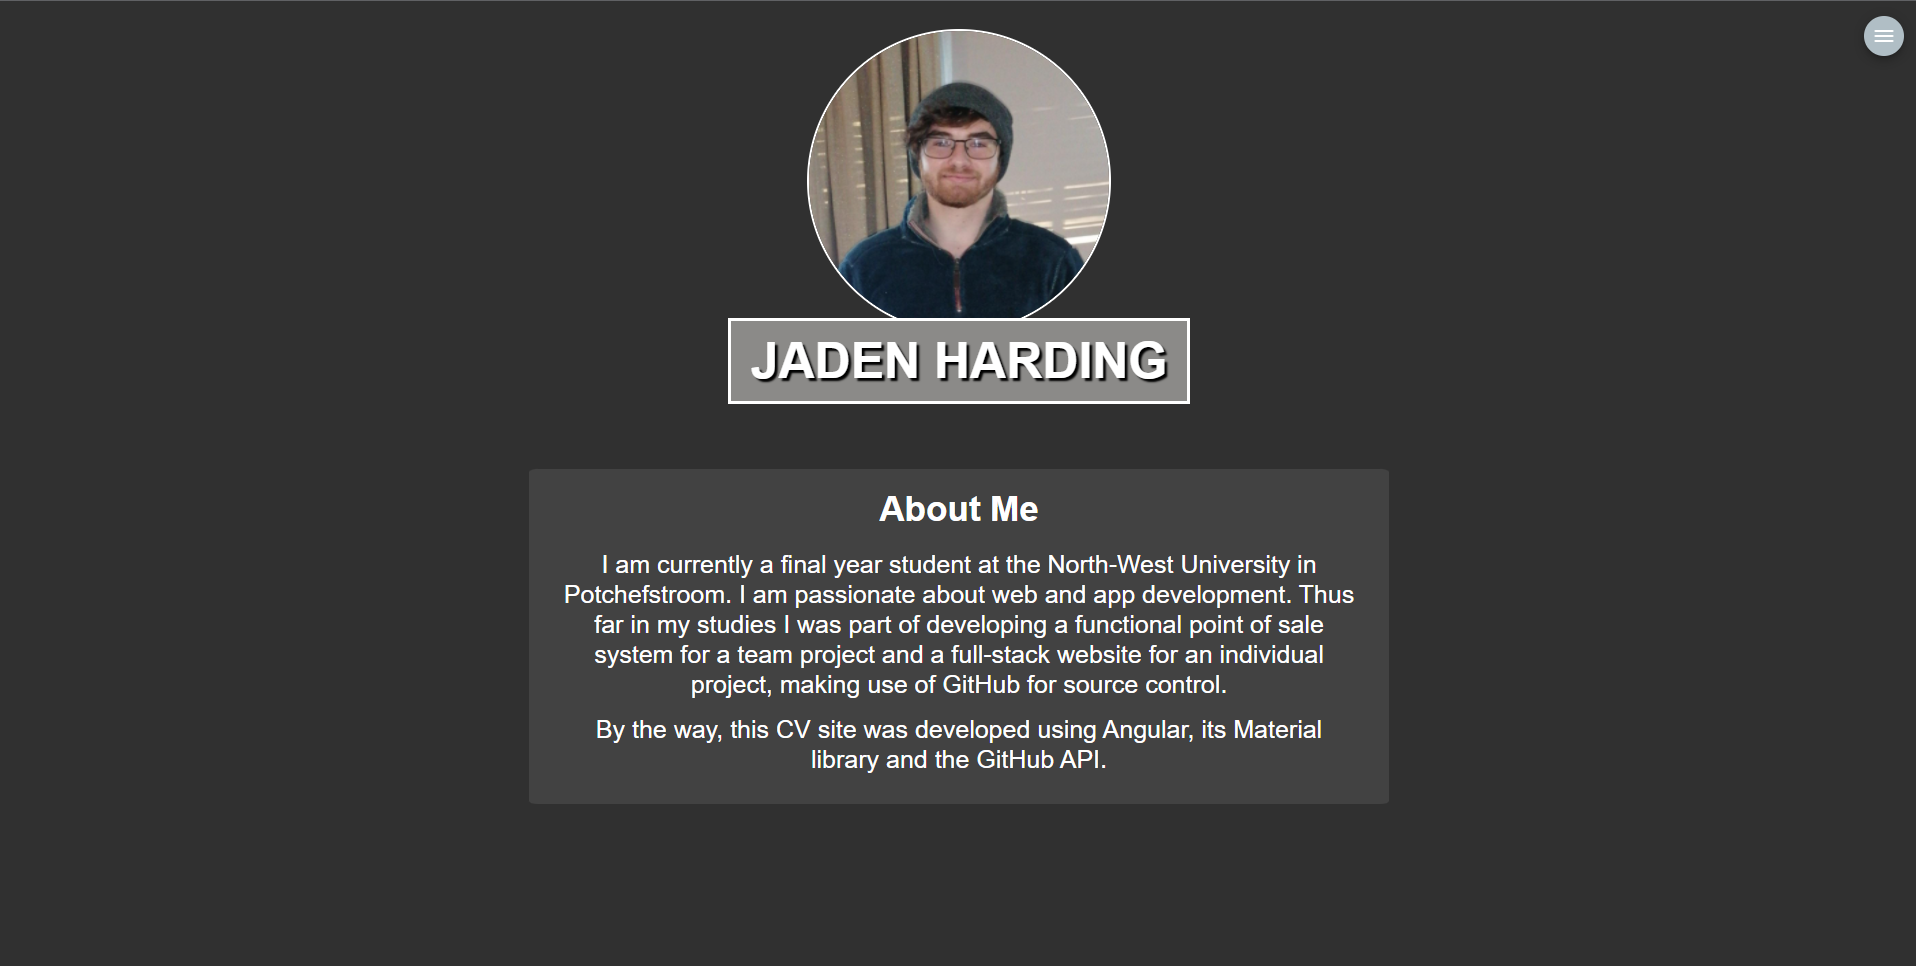 JADEN HARDING
About Me
I am currently a final year student at the North-West University in
Potchefstroom. I am passionate about web and app development. Thus
far in my studies I was part of developing a functional point of sale
system for a team project and a full-stack website for an individual
project, making use of GitHub for source control.
By the way, this CV site was developed using Angular, its Material
library and the GitHub API.